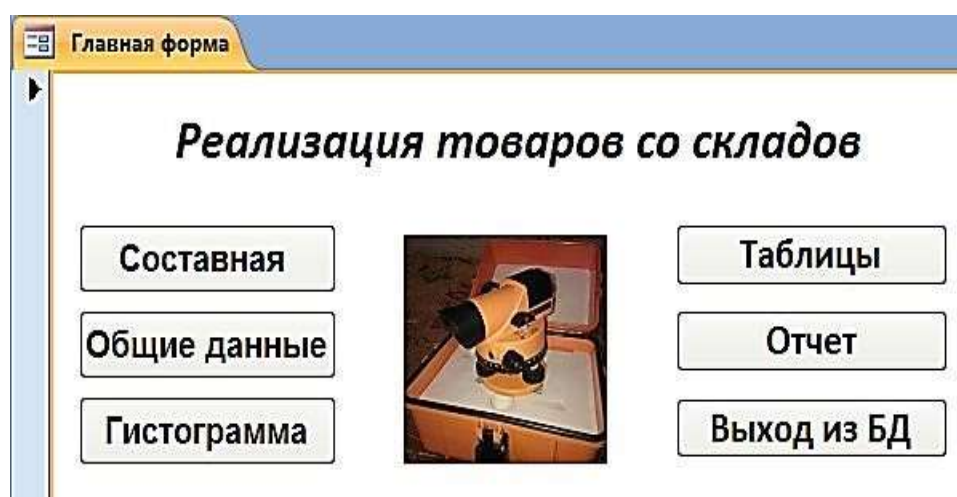 Главная форма
Реализация товаров со складов
Составная
Общие данные
Гистограмма
Таблицы
Отчет
Выход из БД